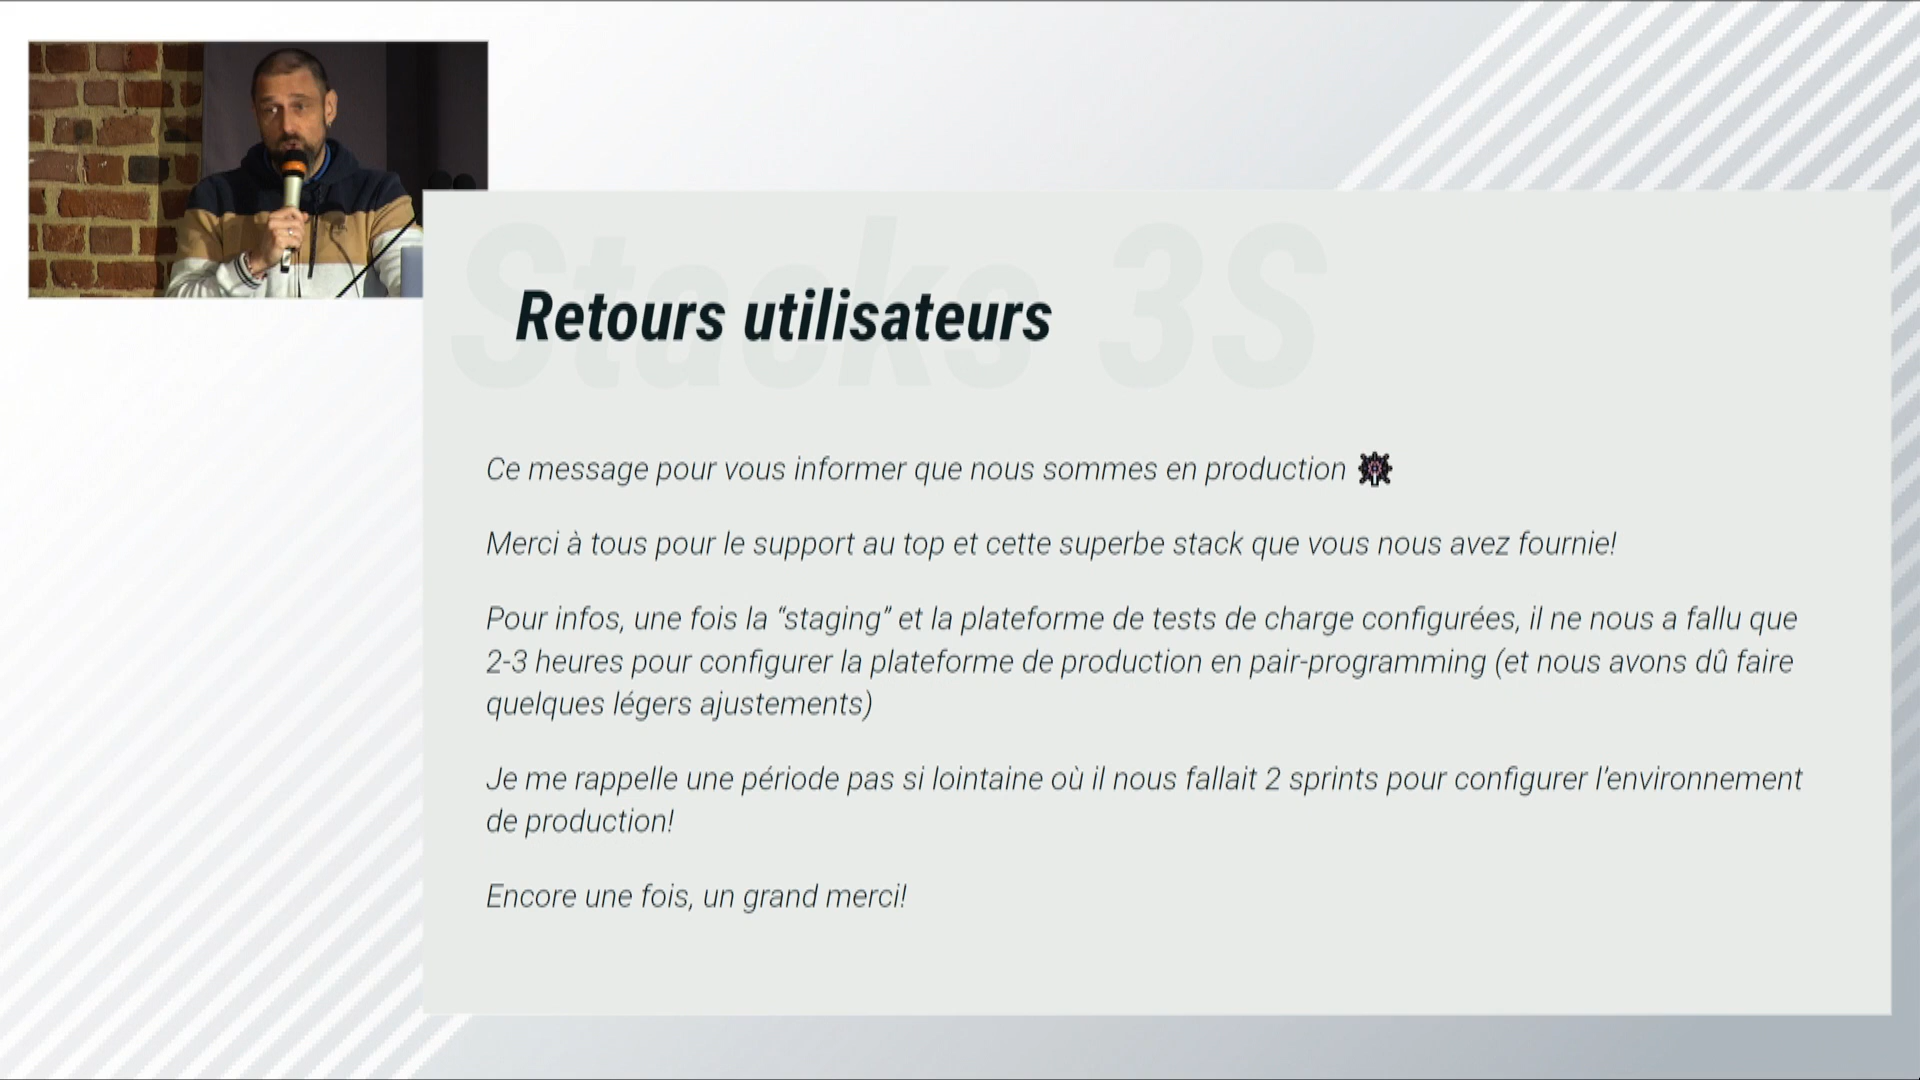 Stacks 3S
Retours utilisateurs
Ce message pour vous informer que nous sommes en production
Merci à tous pour le support au top et cette superbe stack que vous nous avez fournie!
Pour infos, une fois la “staging” et la plateforme de tests de charge configurées, il ne nous a fallu que
2-3 heures pour configurer la plateforme de production en pair-programming (et nous avons dû faire
quelques légers ajustements)
Je me rappelle une période pas si lointaine où il nous fallait 2 sprints pour configurer l’environnement
de production!
Encore une fois, un grand merci!